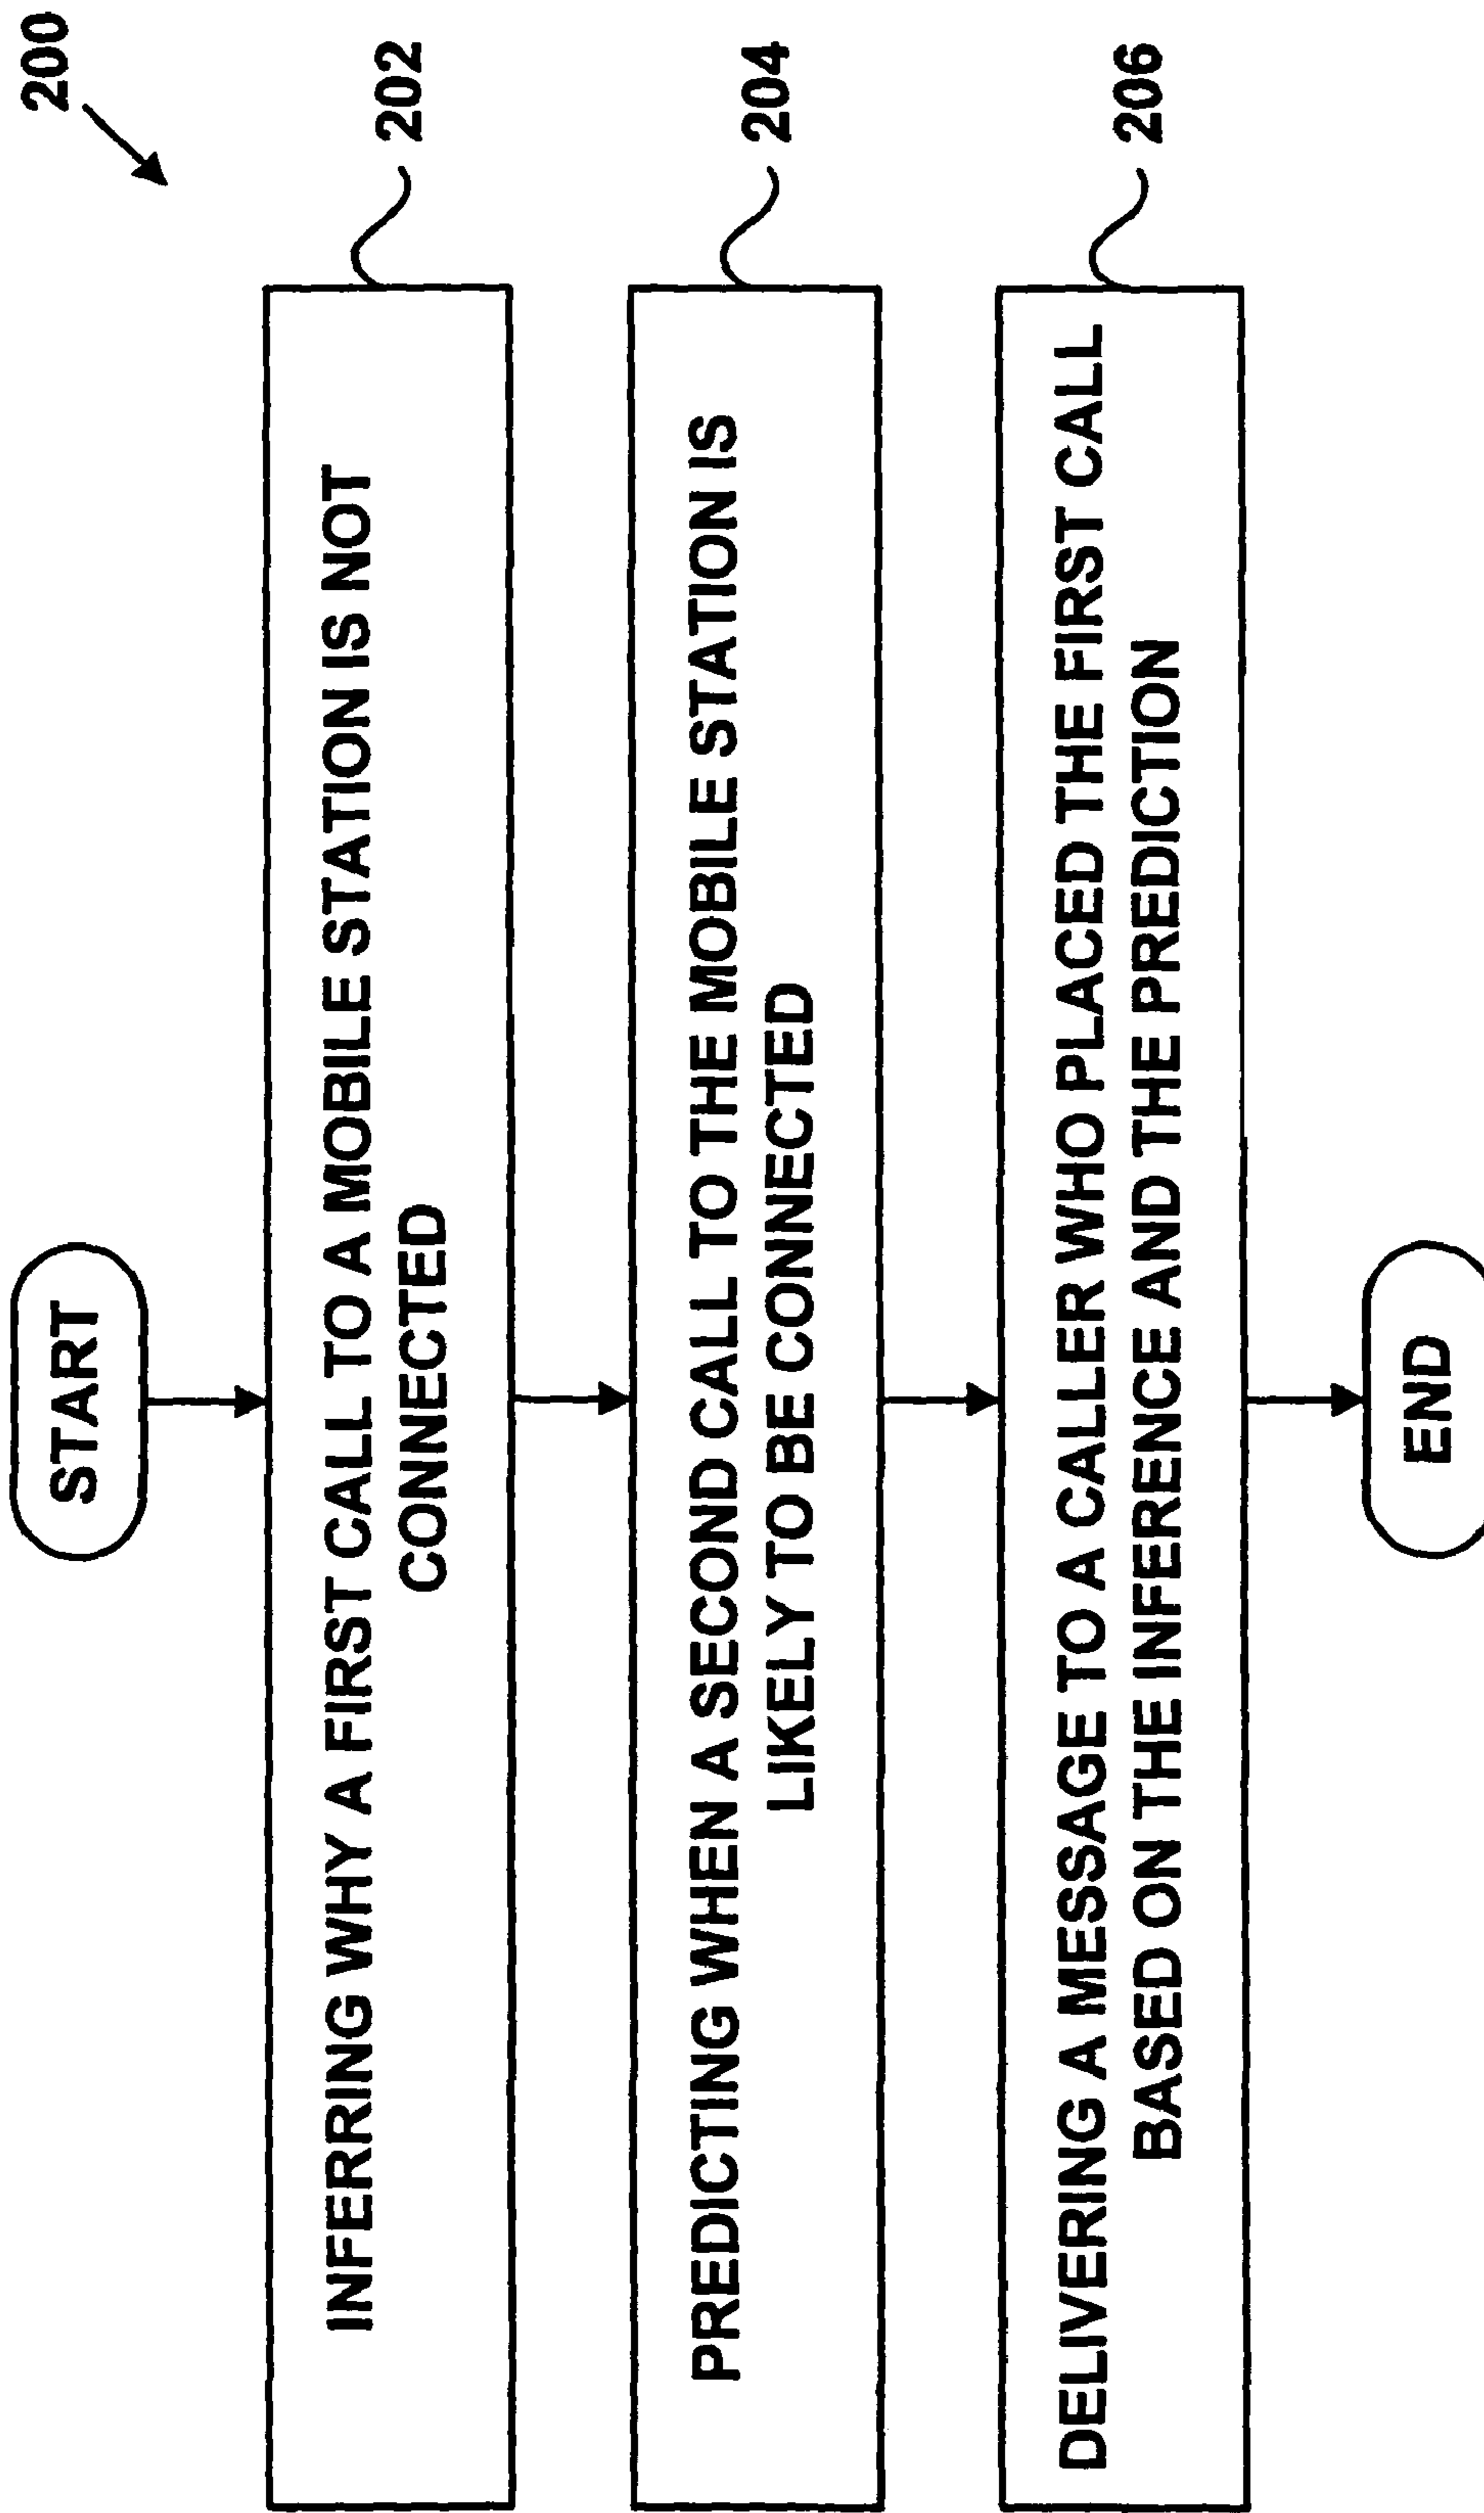 200
START
INFERRING WHY A FIRST CALL TO A MOBILE STATION IS NOT
CONNECTED
202
PREDICTING WHEN A SECOND CALL TO THE MOBILE STATION IS
LIKELY TO BE CONNECTED
204
DELIVERING A MESSAGE TO A CALLER WHO PLACED THE FIRST CALL
BASED ON THE INFERENCE AND THE PREDICTION
206
END